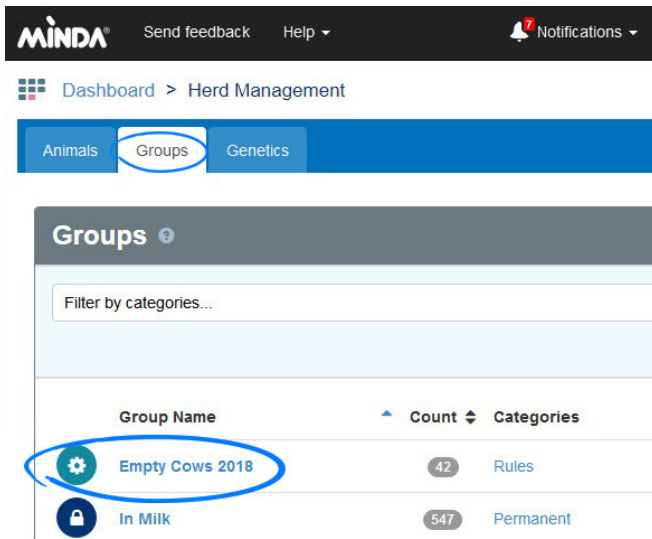 MINDA® Send feedback Help 7 Notifications
Dashboard > Herd Management
Animals Groups Genetics
Groups ?
Filter by categories...
Group Name Count Categories
Empty Cows 2018 42 Rules
In Milk 547 Permanent